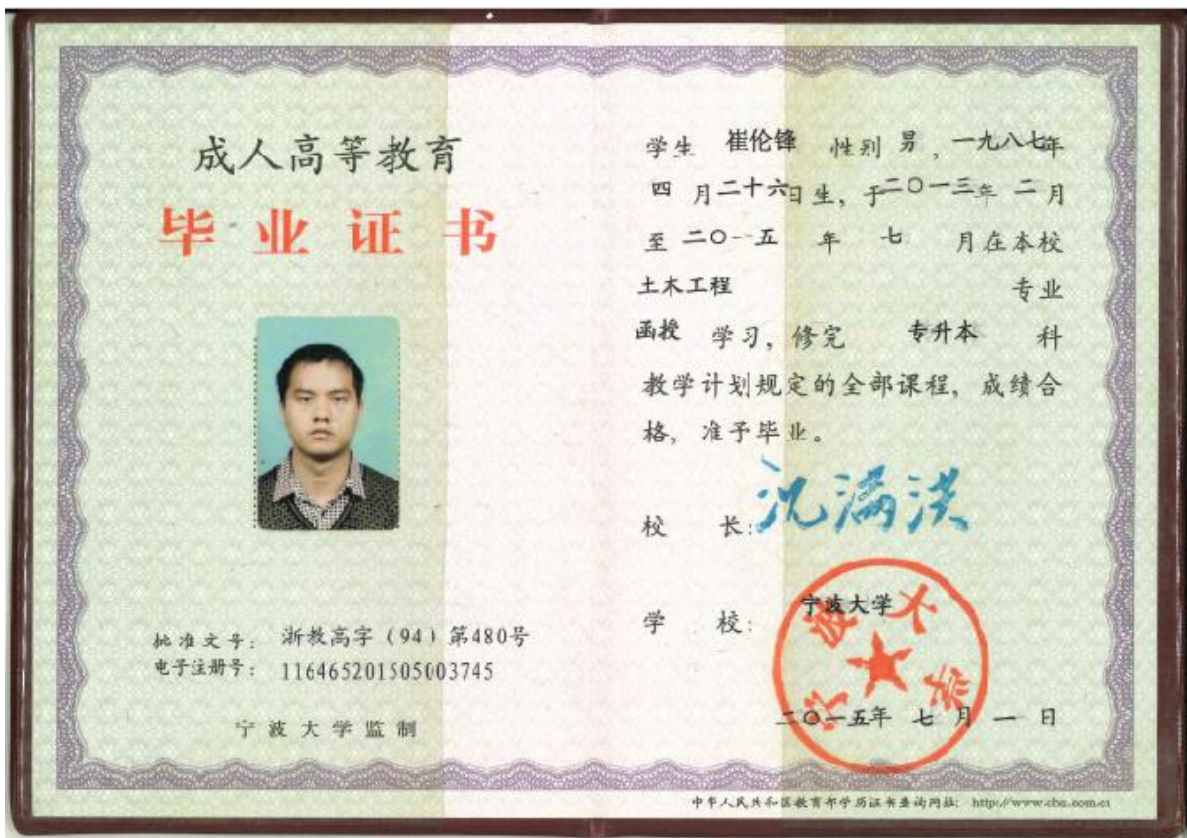 成人高等教育
毕业证书
批准文号: 浙教高字(94)第480号
电子注册号: 116465201505003745
宁波大学监制
学生 崔伦锋 性别 男,一九八七年
四月二十六日生,于二〇一三年 二月
至 二〇一五 年 七 月在本校
土木工程 专业
函授 学习,修完 专升本 科
教学计划规定的全部课程,成绩合
格,准予毕业。
校 长: 沈满洪
学 校: 宁波大学
宁波大学
二〇一五年 七 月 一 日
中华人民共和国教育部学历证书查询网址: http://www.chsi.com.cn